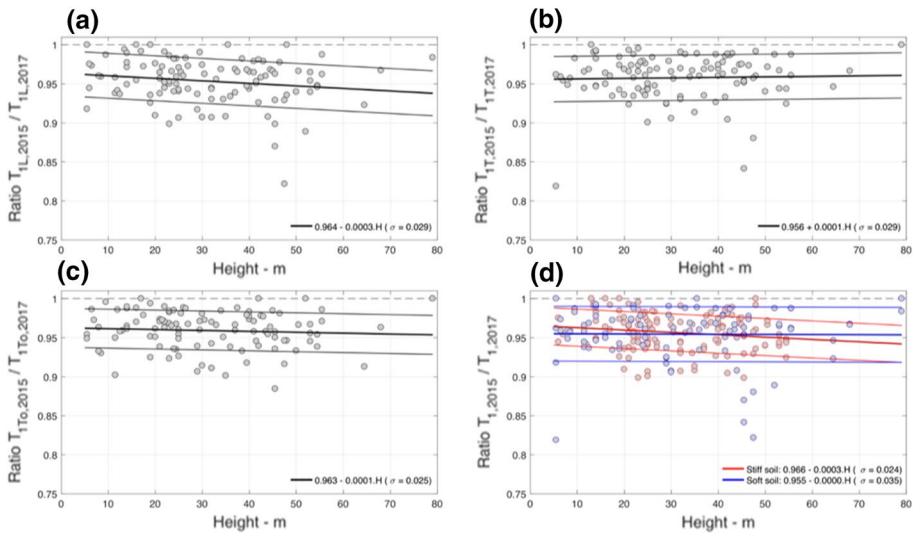 (a)
Ratio T1L,2015 / T1L,2017
1
0.95
0.9
0.85
0.8
0.75
0 10 20 30 40 50 60 70 80
Height - m
0.964 - 0.0003.H ( σ = 0.029)
(b)
Ratio T1T,2015 / T1T,2017
1
0.95
0.9
0.85
0.8
0.75
0 10 20 30 40 50 60 70 80
Height - m
0.956 + 0.0001.H ( σ = 0.029)
(c)
Ratio T1To,2015 / T1To,2017
1
0.95
0.9
0.85
0.8
0.75
0 10 20 30 40 50 60 70 80
Height - m
0.963 - 0.0001.H ( σ = 0.025)
(d)
Ratio T1,2015 / T1,2017
1
0.95
0.9
0.85
0.8
0.75
0 10 20 30 40 50 60 70 80
Height - m
Stiff soil: 0.966 - 0.0003.H ( σ = 0.024)
Soft soil: 0.955 - 0.0000.H ( σ = 0.035)